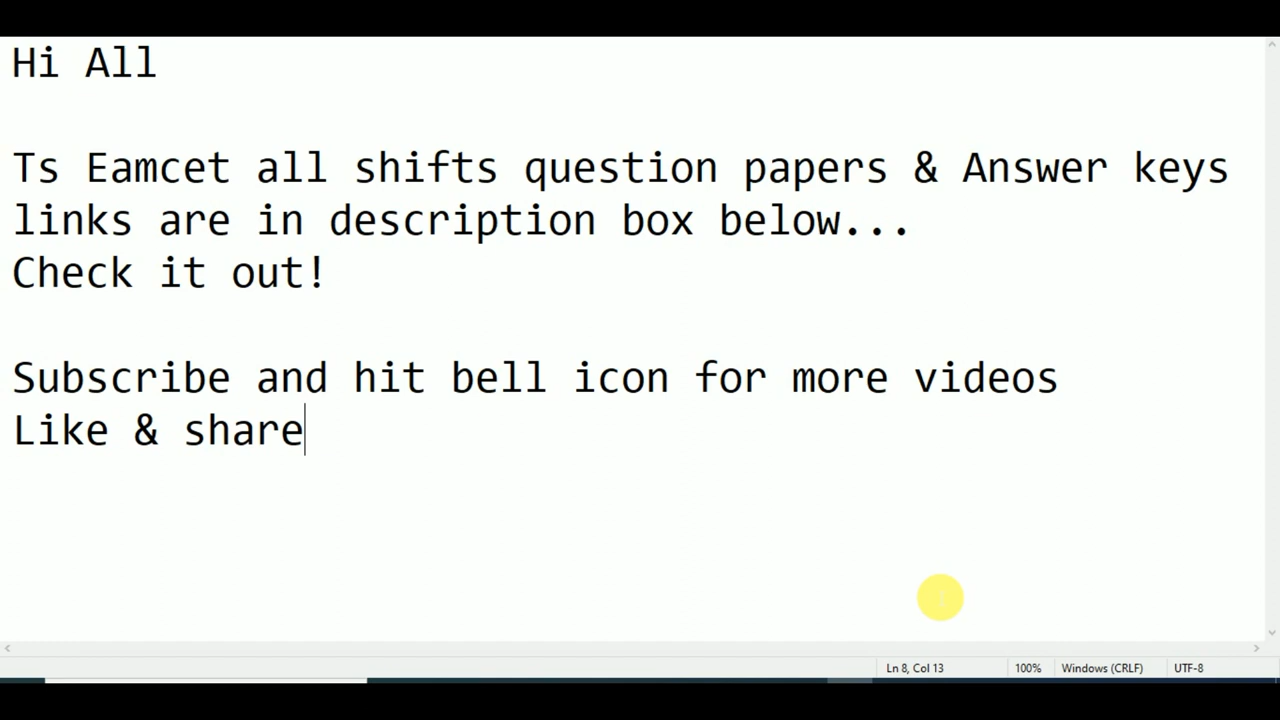 Hi All
Ts Eamcet all shifts question papers & Answer keys
links are in description box below...
Check it out!
Subscribe and hit bell icon for more videos
Like & share
Ln 8, Col 13 100% Windows (CRLF) UTF-8